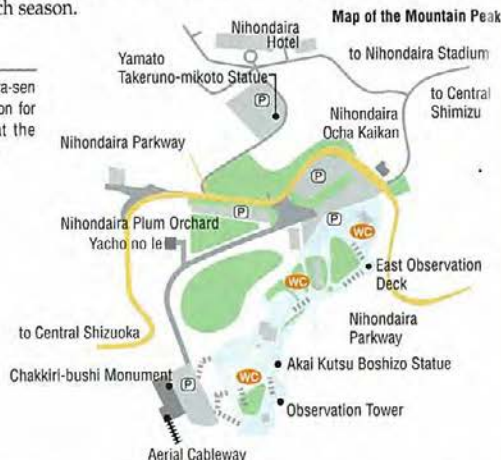 ch season.
Map of the Mountain Peak
Nihondaira
Hotel
to Nihondaira Stadium
Yamato
Takeruno-mikoto Statue
to Central
Shimizu
a-sen
on for
at the
P
Nihondaira
Ocha Kaikan
Nihondaira Parkway
P
P
P
Nihondaira Plum Orchard
Yacho no Ie
WC
East Observation
Deck
WC
Nihondaira
Parkway
to Central Shizuoka
Akai Kutsu Boshizo Statue
Chakkiri-bushi Monument
P
WC
Observation Tower
Aerial Cableway